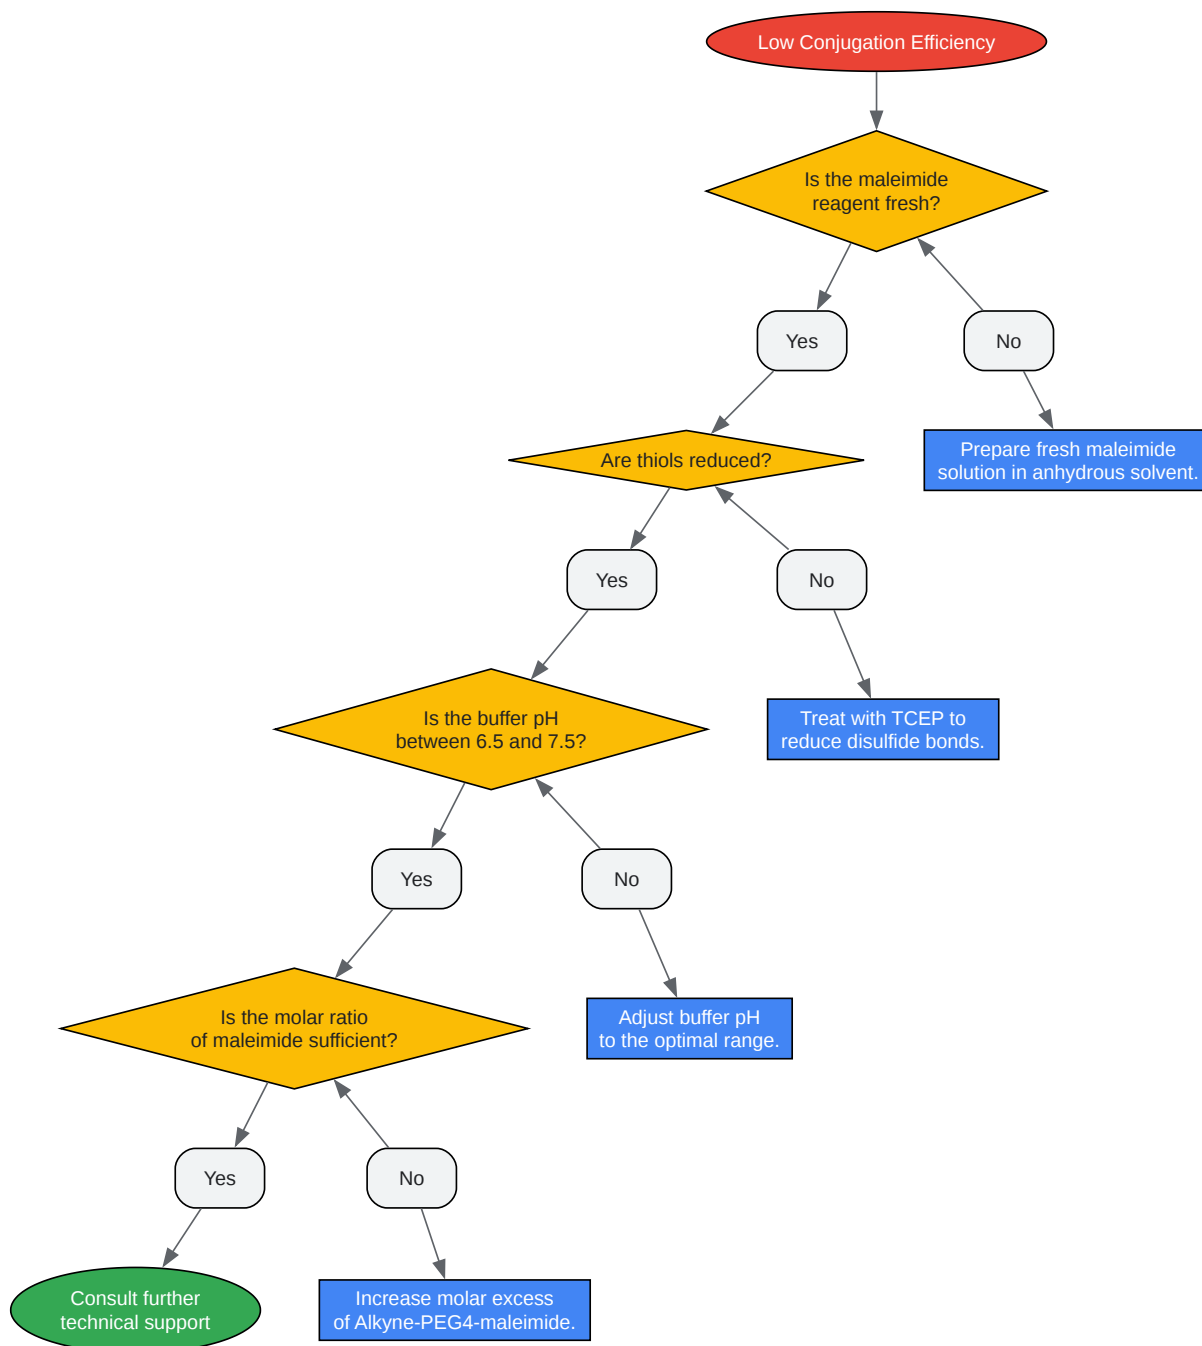 Low Conjugation Efficiency
Is the maleimide
reagent fresh?
Yes
No
Are thiols reduced?
Prepare fresh maleimide
solution in anhydrous solvent.
Yes
No
Is the buffer pH
between 6.5 and 7.5?
Treat with TCEP to
reduce disulfide bonds.
Yes
No
Is the molar ratio
of maleimide sufficient?
Adjust buffer pH
to the optimal range.
Yes
No
Consult further
technical support
Increase molar excess
of Alkyne-PEG4-maleimide.